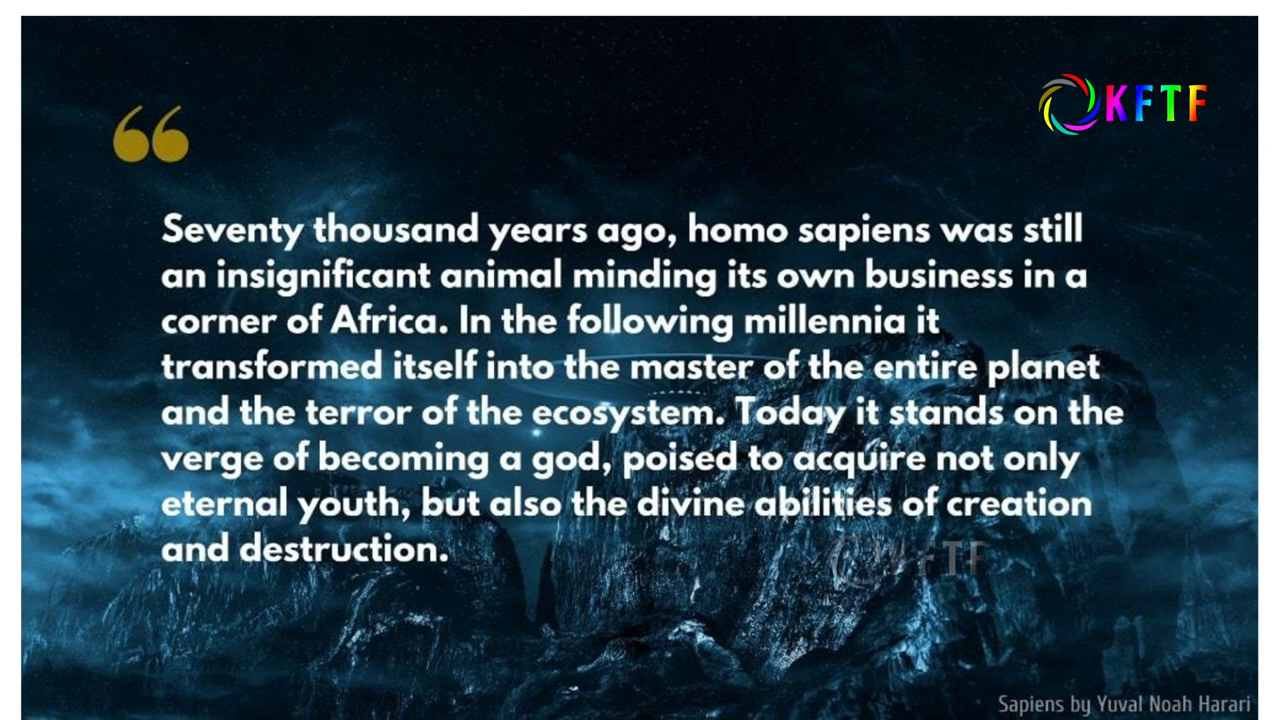 KFTF
“
Seventy thousand years ago, homo sapiens was still
an insignificant animal minding its own business in a
corner of Africa. In the following millennia it
transformed itself into the master of the entire planet
and the terror of the ecosystem. Today it stands on the
verge of becoming a god, poised to acquire not only
eternal youth, but also the divine abilities of creation
and destruction.
KFTF
Sapiens by Yuval Noah Harari